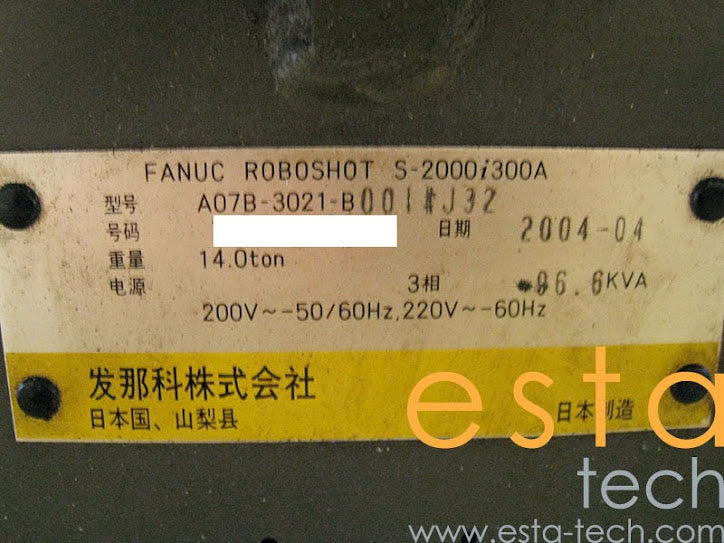 FANUC ROBOSHOT S-2000i300A
型号 A07B-3021-B001#J32
号码 日期 2004-04
重量 14.0ton
电源 3相 96.6KVA
200V~-50/60Hz,220V~-60Hz
发那科株式会社
日本国、山梨县 日本制造
esta
tech
www.esta-tech.com